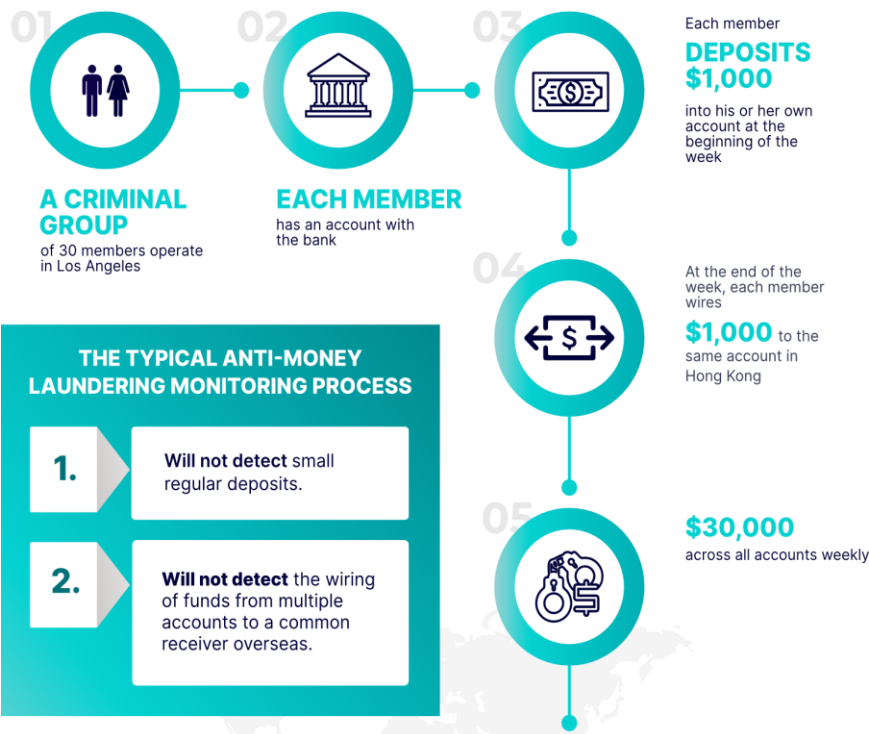 01
A CRIMINAL
GROUP
of 30 members operate
in Los Angeles
02
EACH MEMBER
has an account with
the bank
03
Each member
DEPOSITS
$1,000
into his or her own
account at the
beginning of the
week
04
At the end of the
week, each member
wires
$1,000 to the
same account in
Hong Kong
05
$30,000
across all accounts weekly
THE TYPICAL ANTI-MONEY
LAUNDERING MONITORING PROCESS
1.
Will not detect small
regular deposits.
2.
Will not detect the wiring
of funds from multiple
accounts to a common
receiver overseas.